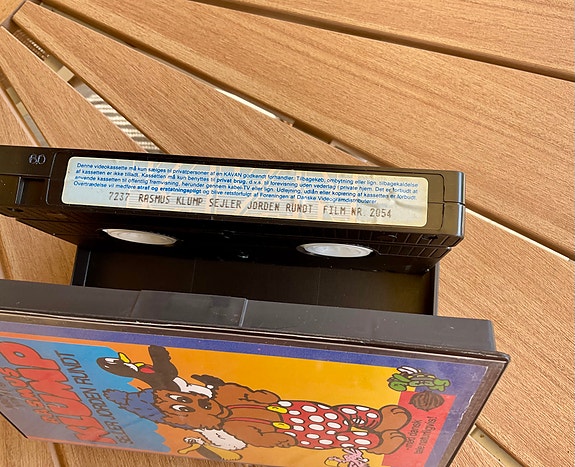 60
Denne videokassette må kun sælges til privatpersoner af en KAVAN godkendt forhandler. Tilbagekøb, ombytning eller lign. tilbagekaldelse
af kassetten er ikke tilladt. Kassetten må kun benyttes til privat brug, d.v.s. til forevisning uden vederlag i private hjem. Det er forbudt at
anvende kassetten til offentlig fremvisning, herunder gennem kabel-TV eller lign. Udlejning, udlån eller kopiering af kassetten er forbudt.
Overtrædelse vil medføre straf og erstatningspligt og blive retsforfulgt af Foreningen af Danske Videogramdistributører.
7237 RASMUS KLUMP SEJLER JORDEN RUNDT FILM NR. 2054
SEJLER JORDEN RUNDT